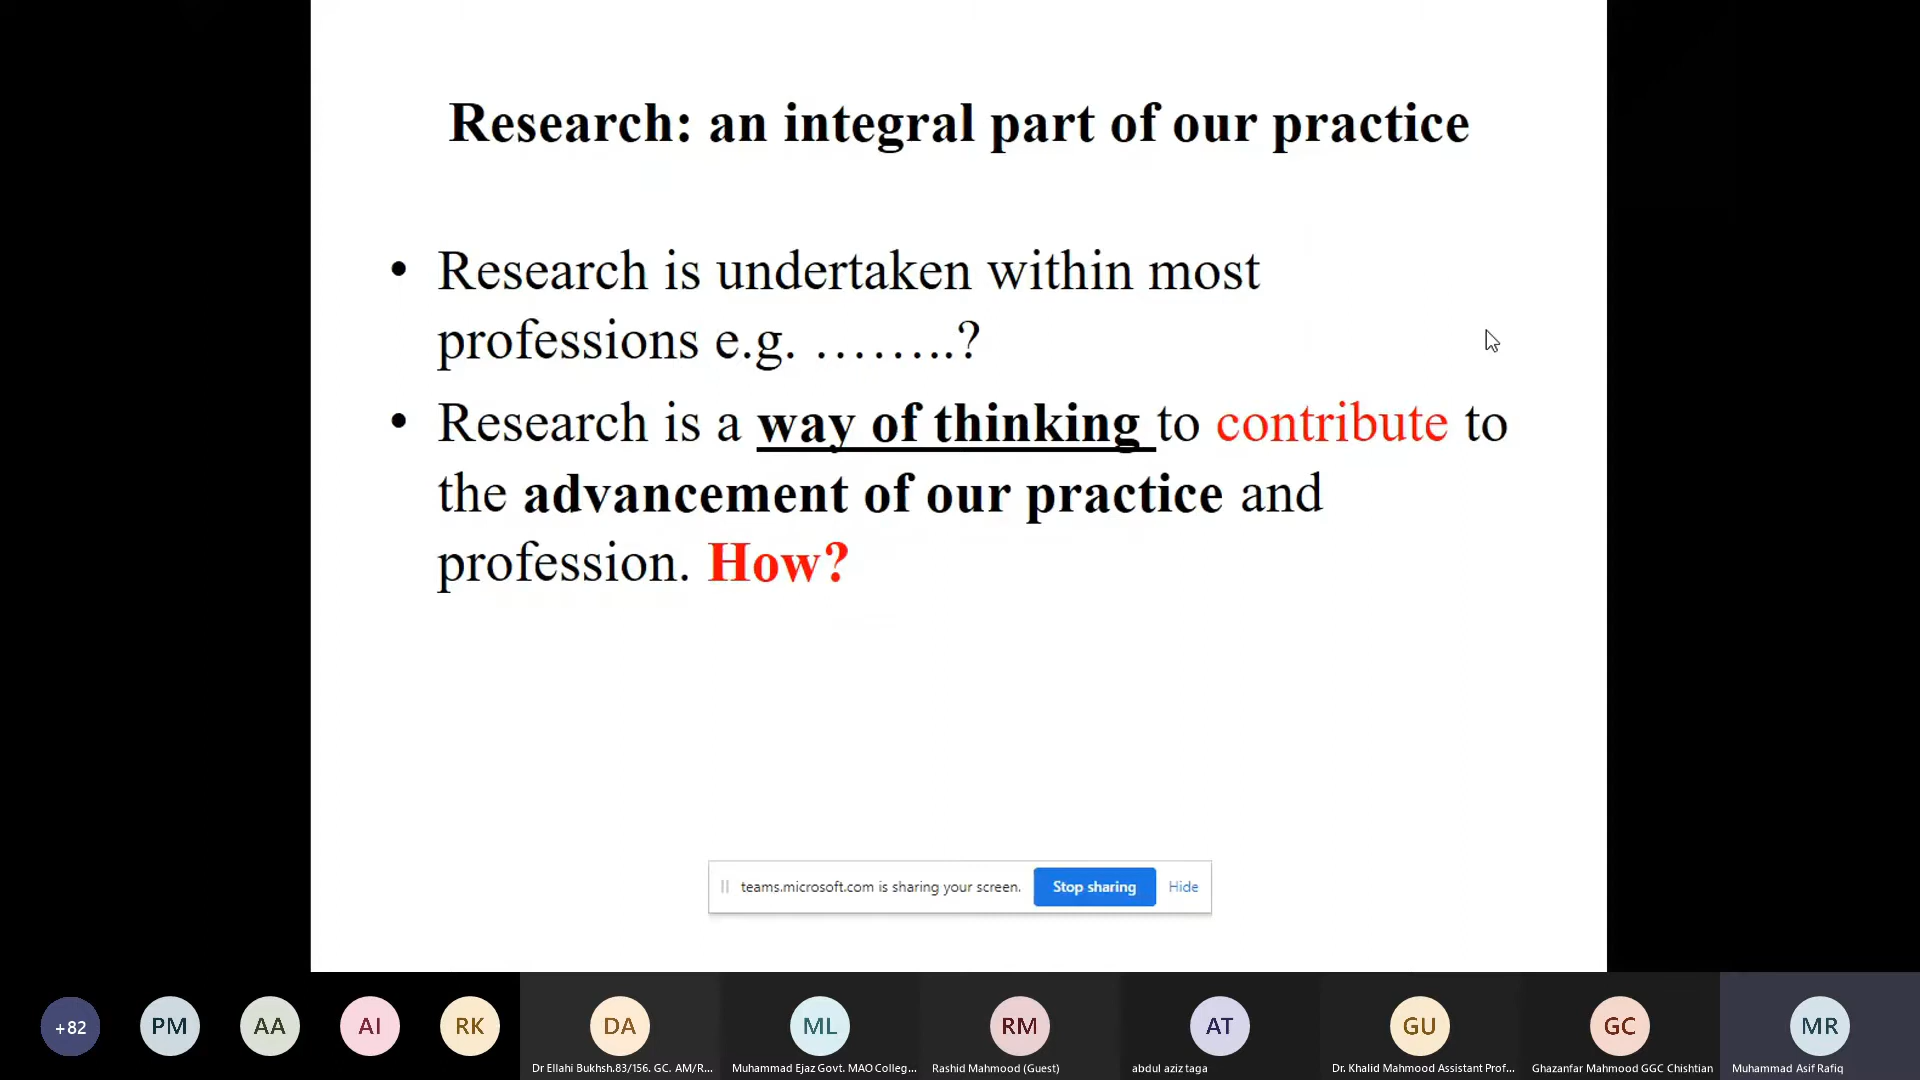 Research: an integral part of our practice
• Research is undertaken within most
professions e.g. ……..?
• Research is a way of thinking to contribute to
the advancement of our practice and
profession. How?
teams.microsoft.com is sharing your screen. Stop sharing Hide
+82 PM AA AI RK DA ML RM AT GU GC MR
Dr Ellahi Bukhsh.83/156. GC. AM/R... Muhammad Ejaz Govt. MAO Colleg... Rashid Mahmood (Guest) abdul aziz taga Dr. Khalid Mahmood Assistant Prof... Ghazanfar Mahmood GGC Chishtian Muhammad Asif Rafiq